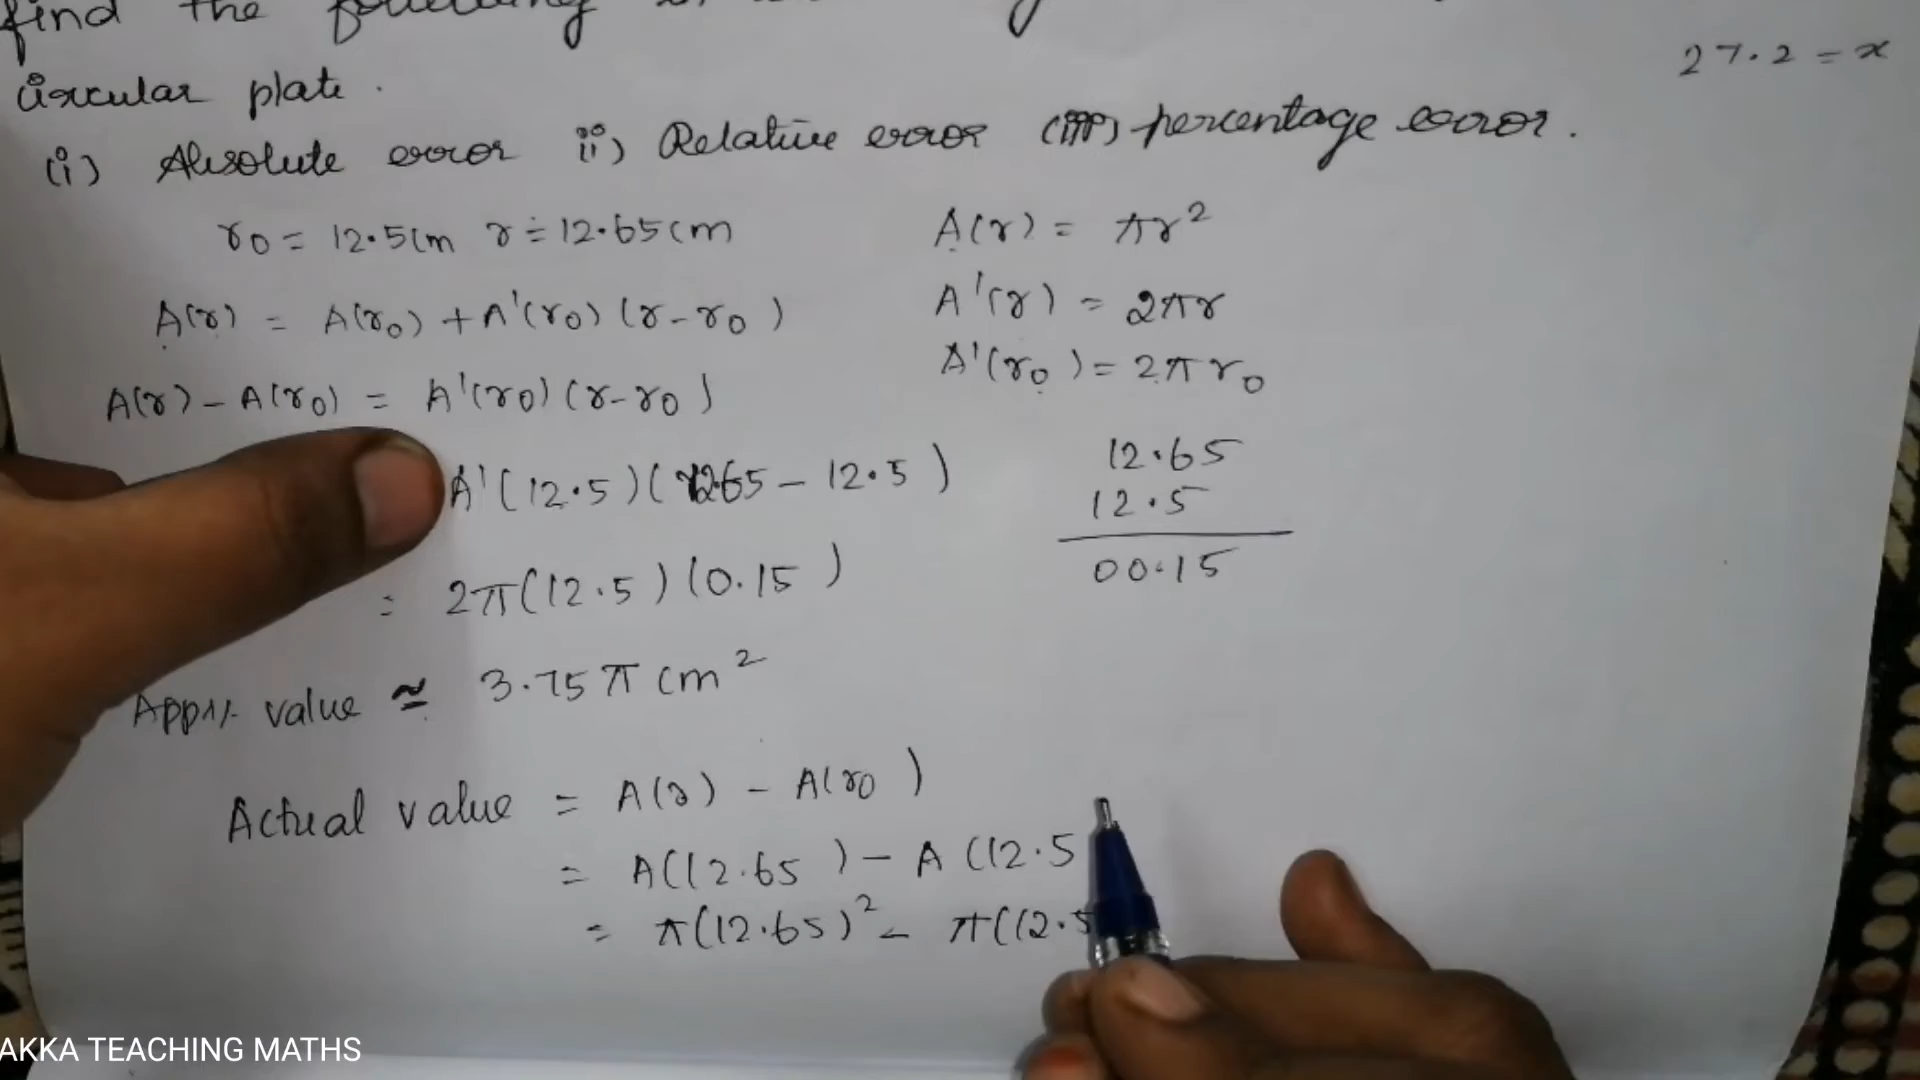 find the following
27.2 = x
circular plate.
(i) Absolute error ii) Relative error (iii) percentage error.
r0 = 12.5cm r = 12.65cm
A(r) = πr²
A(r) = A(r0) + A'(r0) (r-r0)
A'(r) = 2πr
A'(r0) = 2πr0
A(r) - A(r0) = A'(r0) (r-r0)
A'(12.5)(12.65 - 12.5)
12.65
12.5
00.15
= 2π(12.5)(0.15)
value ≈ 3.75π cm²
Actual value = A(r) - A(r0)
= A(12.65) - A(12.5
= π(12.65)² - π(12.5
AKKA TEACHING MATHS